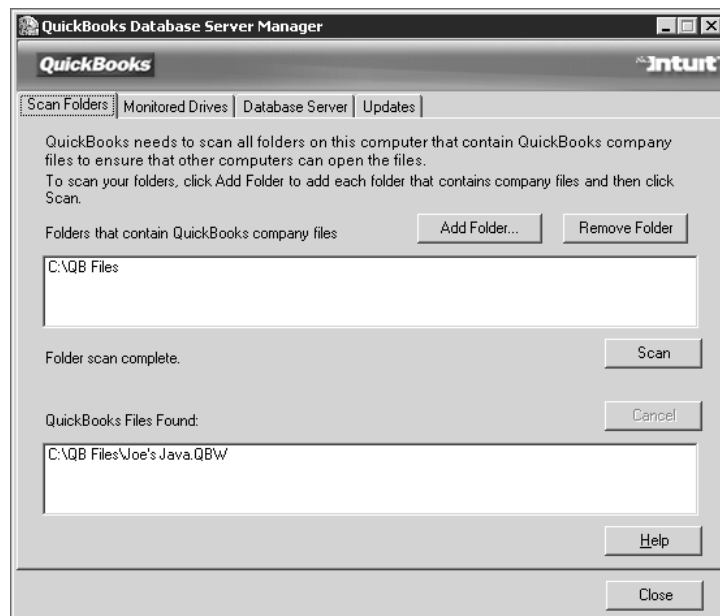 QuickBooks Database Server Manager
QuickBooks
Intuit
Scan Folders
Monitored Drives
Database Server
Updates
QuickBooks needs to scan all folders on this computer that contain QuickBooks company
files to ensure that other computers can open the files.
To scan your folders, click Add Folder to add each folder that contains company files and then click
Scan.
Folders that contain QuickBooks company files
Add Folder...
Remove Folder
C:\QB Files
Folder scan complete.
Scan
Cancel
QuickBooks Files Found:
C:\QB Files\Joe's Java.QBW
Help
Close